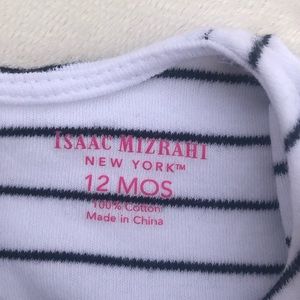 ISAAC MIZRAHI
NEW YORK™
12 MOS
100% Cotton
Made in China